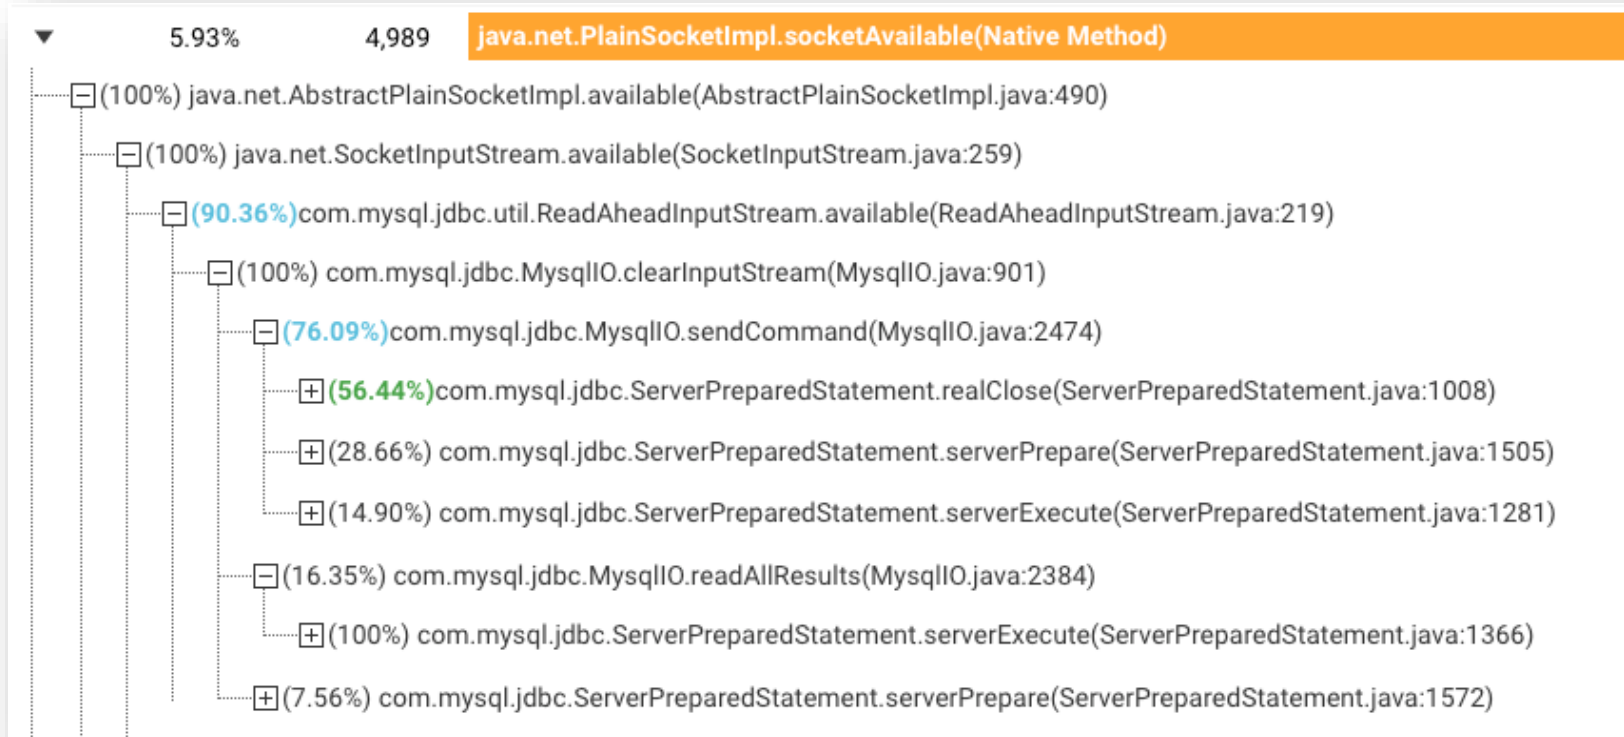 ▼ 5.93% 4,989 java.net.PlainSocketImpl.socketAvailable(Native Method)
(100%) java.net.AbstractPlainSocketImpl.available(AbstractPlainSocketImpl.java:490)
(100%) java.net.SocketInputStream.available(SocketInputStream.java:259)
(90.36%)com.mysql.jdbc.util.ReadAheadInputStream.available(ReadAheadInputStream.java:219)
(100%) com.mysql.jdbc.MysqlIO.clearInputStream(MysqlIO.java:901)
(76.09%)com.mysql.jdbc.MysqlIO.sendCommand(MysqlIO.java:2474)
(56.44%)com.mysql.jdbc.ServerPreparedStatement.realClose(ServerPreparedStatement.java:1008)
(28.66%) com.mysql.jdbc.ServerPreparedStatement.serverPrepare(ServerPreparedStatement.java:1505)
(14.90%) com.mysql.jdbc.ServerPreparedStatement.serverExecute(ServerPreparedStatement.java:1281)
(16.35%) com.mysql.jdbc.MysqlIO.readAllResults(MysqlIO.java:2384)
(100%) com.mysql.jdbc.ServerPreparedStatement.serverExecute(ServerPreparedStatement.java:1366)
(7.56%) com.mysql.jdbc.ServerPreparedStatement.serverPrepare(ServerPreparedStatement.java:1572)